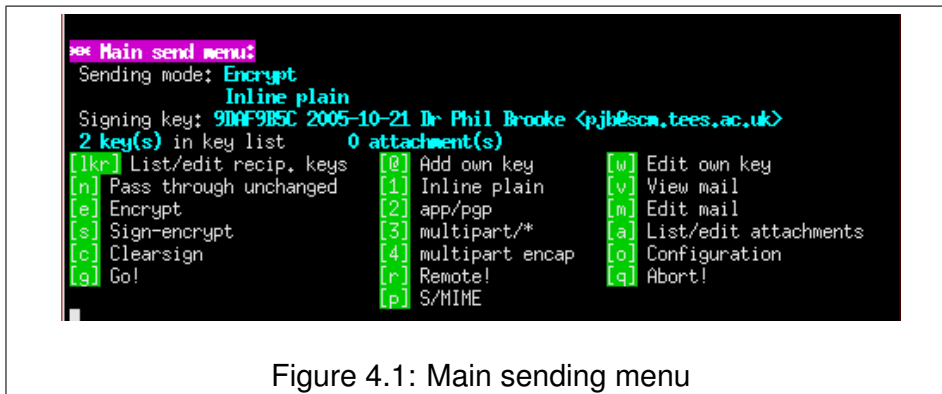 *** Main send menu:
Sending mode: Encrypt
Inline plain
Signing key: 9DAF9B5C 2005-10-21 Dr Phil Brooke <pjb@scm.tees.ac.uk>
2 key(s) in key list 0 attachment(s)
[lkr] List/edit recip. keys [@] Add own key [w] Edit own key
[n] Pass through unchanged [1] Inline plain [v] View mail
[e] Encrypt [2] app/pgp [m] Edit mail
[s] Sign-encrypt [3] multipart/* [a] List/edit attachments
[c] Clearsign [4] multipart encap [o] Configuration
[g] Go! [r] Remote! [q] Abort!
[p] S/MIME
Figure 4.1: Main sending menu